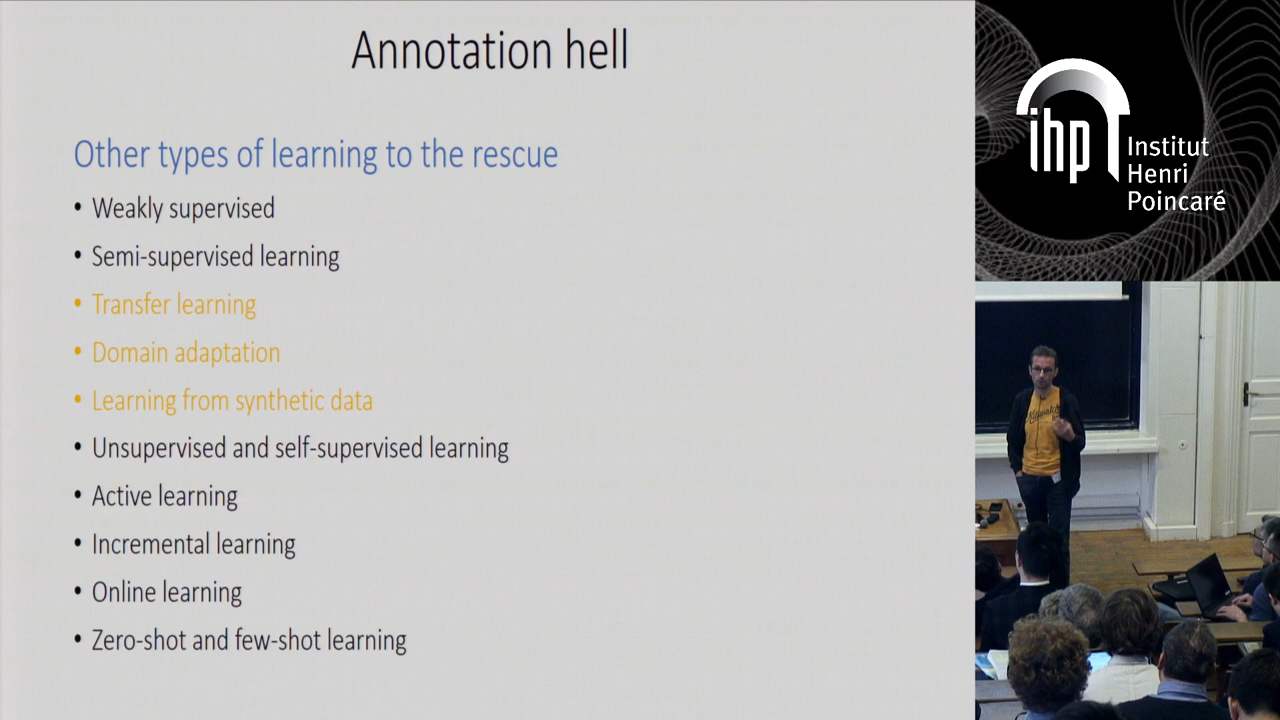 Annotation hell
Other types of learning to the rescue
• Weakly supervised
• Semi-supervised learning
• Transfer learning
• Domain adaptation
• Learning from synthetic data
• Unsupervised and self-supervised learning
• Active learning
• Incremental learning
• Online learning
• Zero-shot and few-shot learning
ihp
Institut
Henri
Poincaré